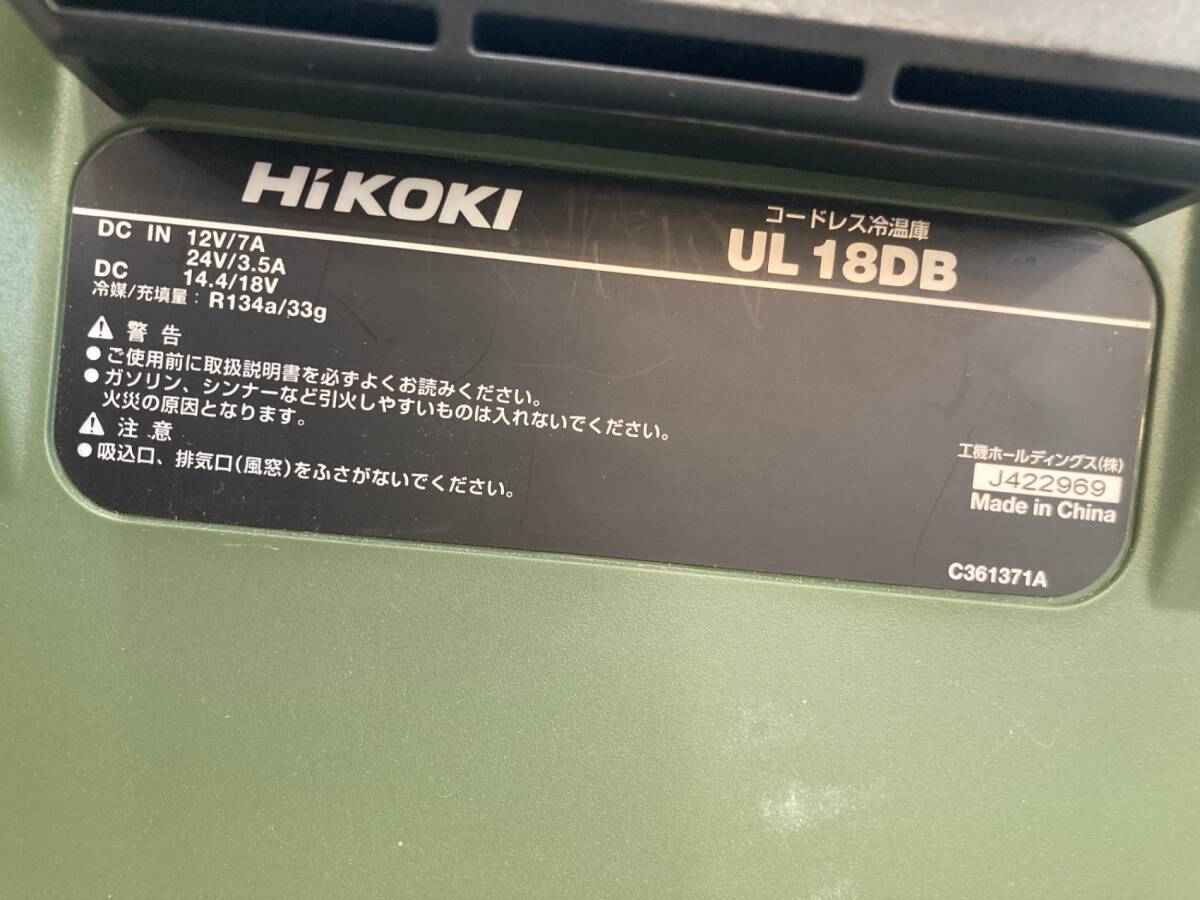 HiKOKI
コードレス冷温庫
UL 18DB
DC IN 12V/7A
24V/3.5A
DC 14.4/18V
冷媒/充填量：R134a/33g
警告
●ご使用前に取扱説明書を必ずよくお読みください。
●ガソリン、シンナーなど引火しやすいものは入れないでください。
火災の原因となります。
注意
●吸込口、排気口(風窓)をふさがないでください。
工機ホールディングス(株)
J422969
Made in China
C361371A